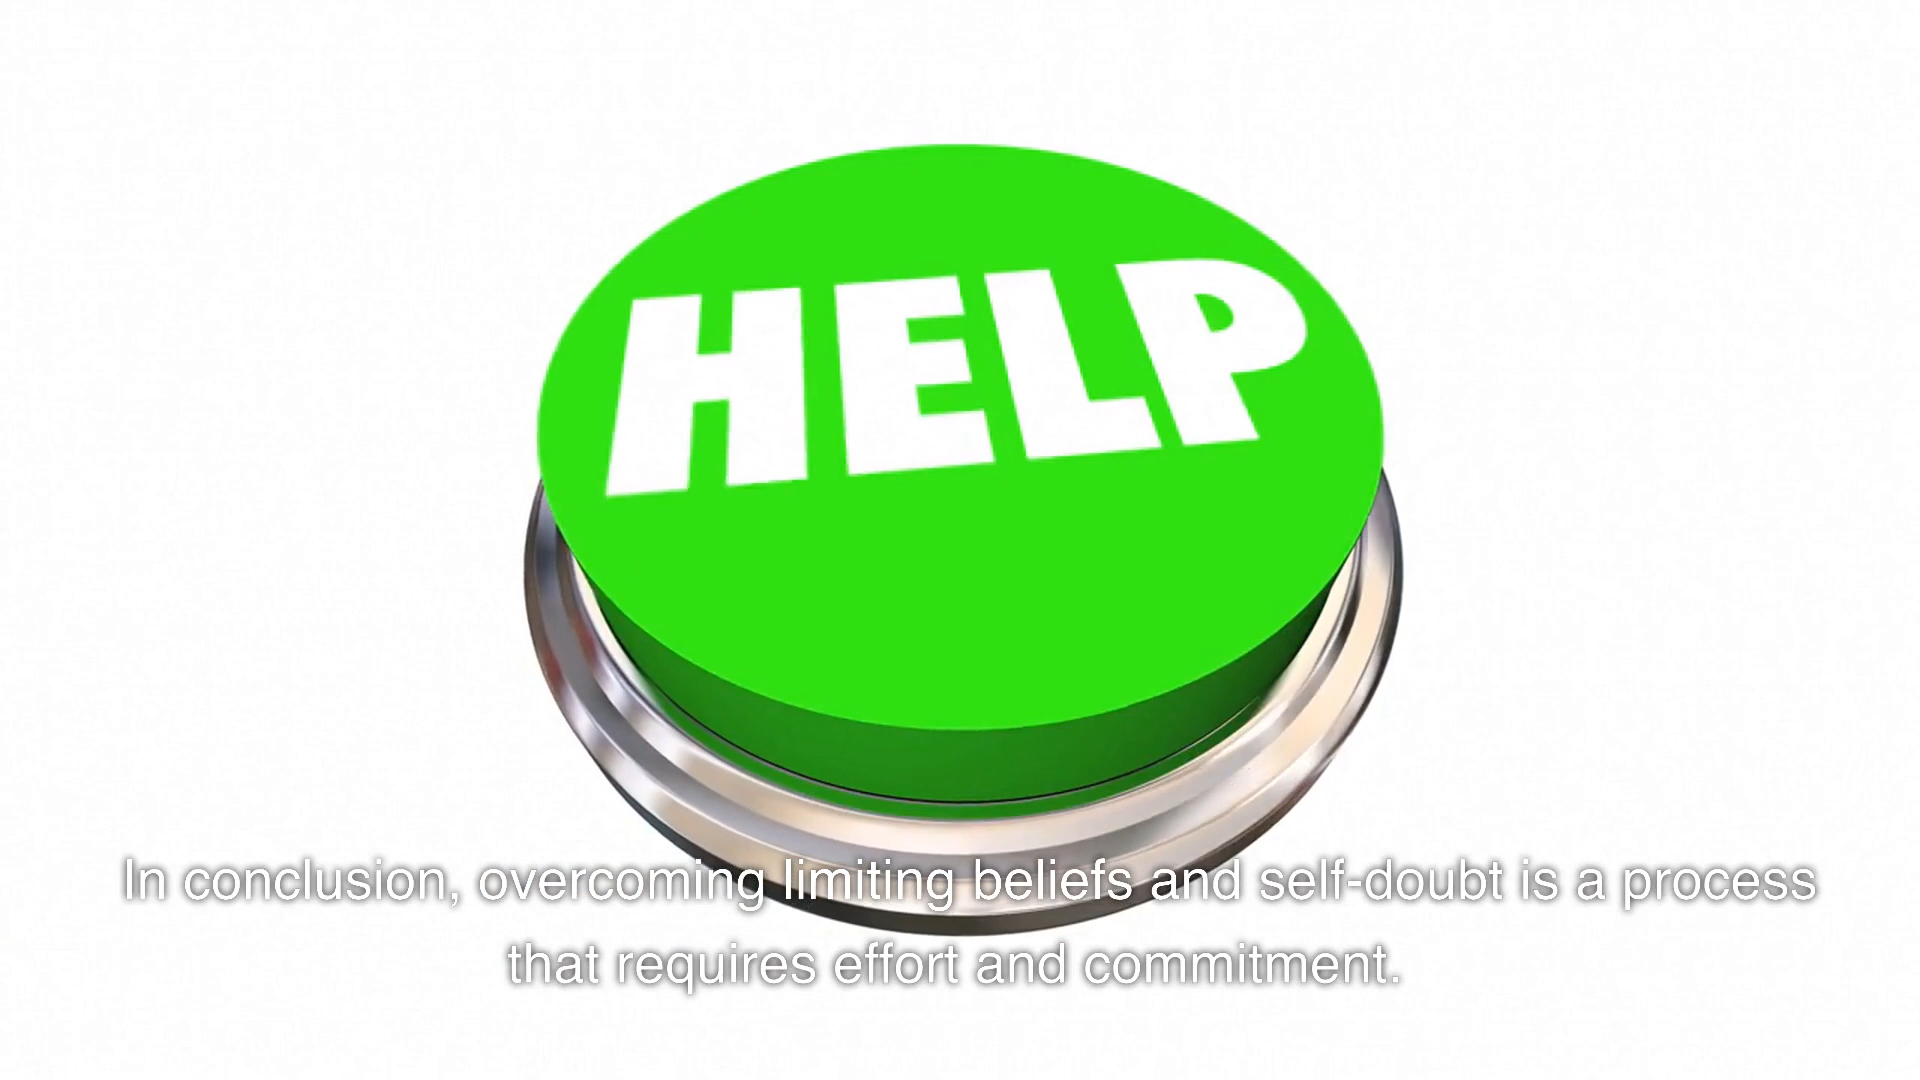 HELP
In conclusion, overcoming limiting beliefs and self-doubt is a process
that requires effort and commitment.